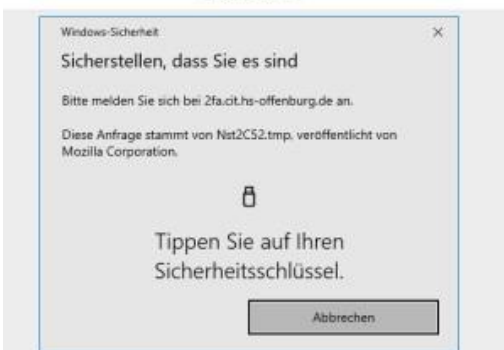 Windows-Sicherheit
Sicherstellen, dass Sie es sind
Bitte melden Sie sich bei 2fa.cit.hs-offenburg.de an.
Diese Anfrage stammt von Nst2C52.tmp, veröffentlicht von
Mozilla Corporation.
Tippen Sie auf Ihren
Sicherheitsschlüssel.
Abbrechen